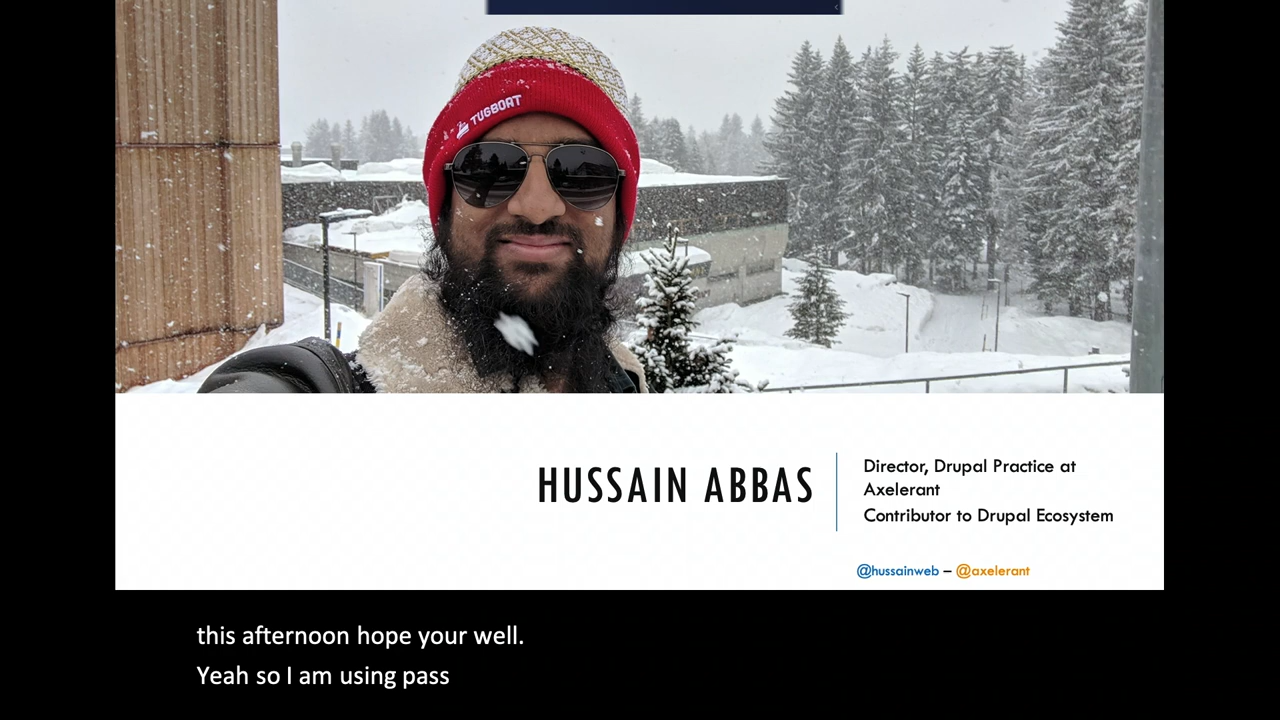 TUGBOAT
HUSSAIN ABBAS
Director, Drupal Practice at
Axelerant
Contributor to Drupal Ecosystem
@hussainweb – @axelerant
this afternoon hope your well.
Yeah so I am using pass